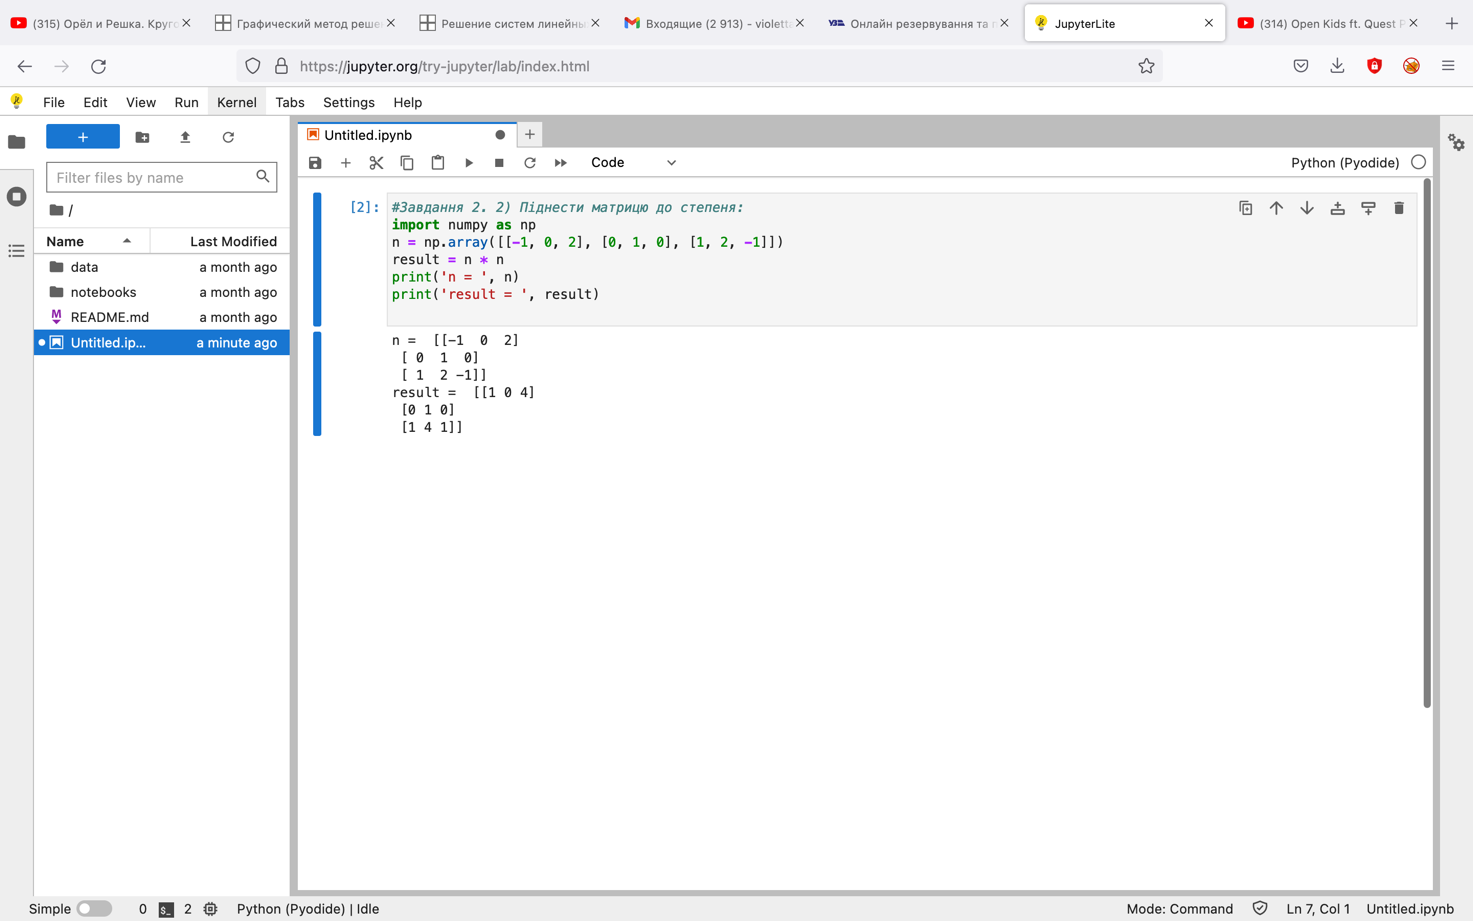 (315) Орёл и Решка. Круго
Графический метод реше
Решение систем линейны
Входящие (2 913) - violetta
Онлайн резервування та п
JupyterLite
(314) Open Kids ft. Quest P
https://jupyter.org/try-jupyter/lab/index.html
File Edit View Run Kernel Tabs Settings Help
Untitled.ipynb
Filter files by name
Code
Python (Pyodide)
/
Name Last Modified
data a month ago
notebooks a month ago
README.md a month ago
Untitled.ip... a minute ago
[2]: #Завдання 2. 2) Піднести матрицю до степеня:
import numpy as np
n = np.array([[-1, 0, 2], [0, 1, 0], [1, 2, -1]])
result = n * n
print('n = ', n)
print('result = ', result)
n =  [[-1  0  2]
[ 0  1  0]
[ 1  2 -1]]
result =  [[1 0 4]
[0 1 0]
[1 4 1]]
Simple 0 2 Python (Pyodide) | Idle Mode: Command Ln 7, Col 1 Untitled.ipynb